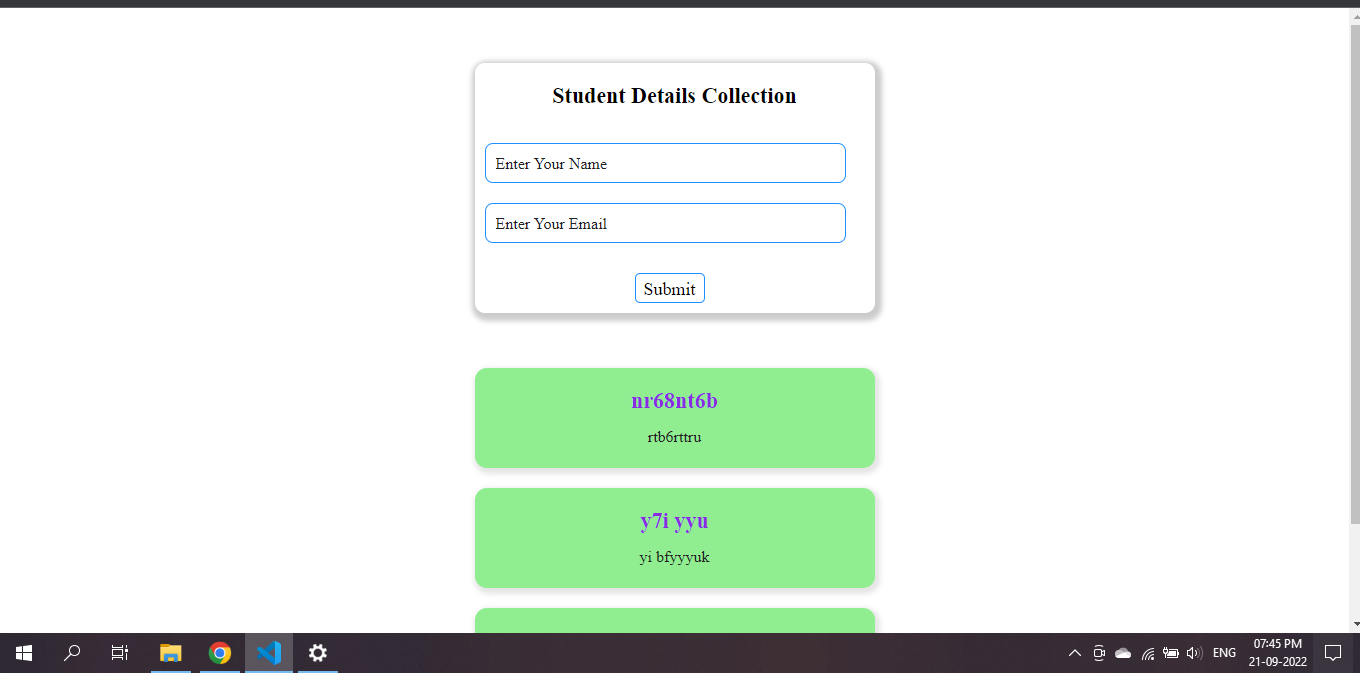 Student Details Collection
Enter Your Name
Enter Your Email
Submit
nr68nt6b
rtb6rttru
y7i yyu
yi bfyyyuk
ENG
07:45 PM
21-09-2022